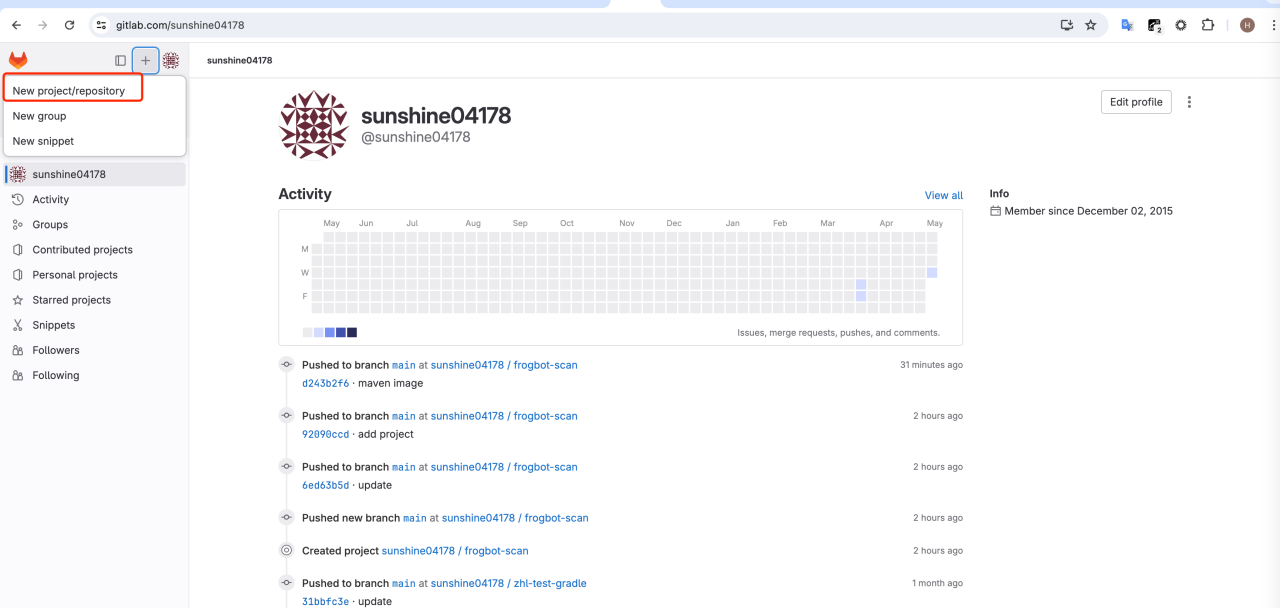 gitlab.com/sunshine04178
2
H
sunshine04178
New project/repository
New group
New snippet
sunshine04178
Activity
Groups
Contributed projects
Personal projects
Starred projects
Snippets
Followers
Following
sunshine04178
@sunshine04178
Edit profile
Activity
View all
May Jun Jul Aug Sep Oct Nov Dec Jan Feb Mar Apr May
M
W
F
Issues, merge requests, pushes, and comments.
Info
Member since December 02, 2015
Pushed to branch main at sunshine04178 / frogbot-scan 31 minutes ago
d243b2f6 · maven image
Pushed to branch main at sunshine04178 / frogbot-scan 2 hours ago
92090ccd · add project
Pushed to branch main at sunshine04178 / frogbot-scan 2 hours ago
6ed63b5d · update
Pushed new branch main at sunshine04178 / frogbot-scan 2 hours ago
Created project sunshine04178 / frogbot-scan 2 hours ago
Pushed to branch main at sunshine04178 / zhl-test-gradle 1 month ago
31bbfc3e · update